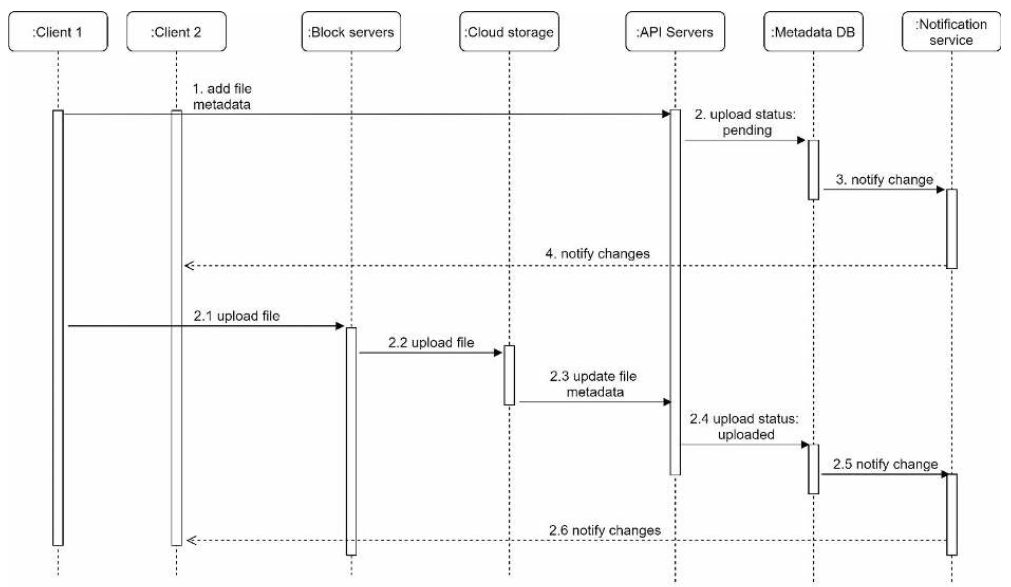 :Client 1
:Client 2
:Block servers
:Cloud storage
:API Servers
:Metadata DB
:Notification
service
1. add file
metadata
2. upload status:
pending
3. notify change
4. notify changes
2.1 upload file
2.2 upload file
2.3 update file
metadata
2.4 upload status:
uploaded
2.5 notify change
2.6 notify changes